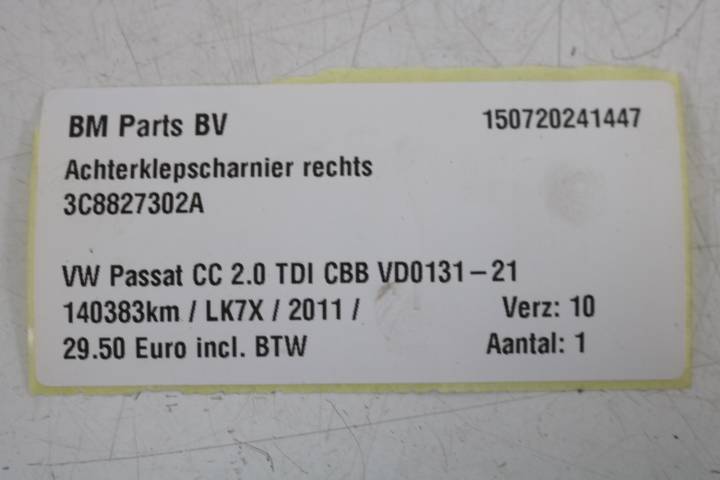 BM Parts BV 150720241447
Achterklepscharnier rechts
3C8827302A
VW Passat CC 2.0 TDI CBB VD0131-21
140383km / LK7X / 2011 / Verz: 10
29.50 Euro incl. BTW Aantal: 1